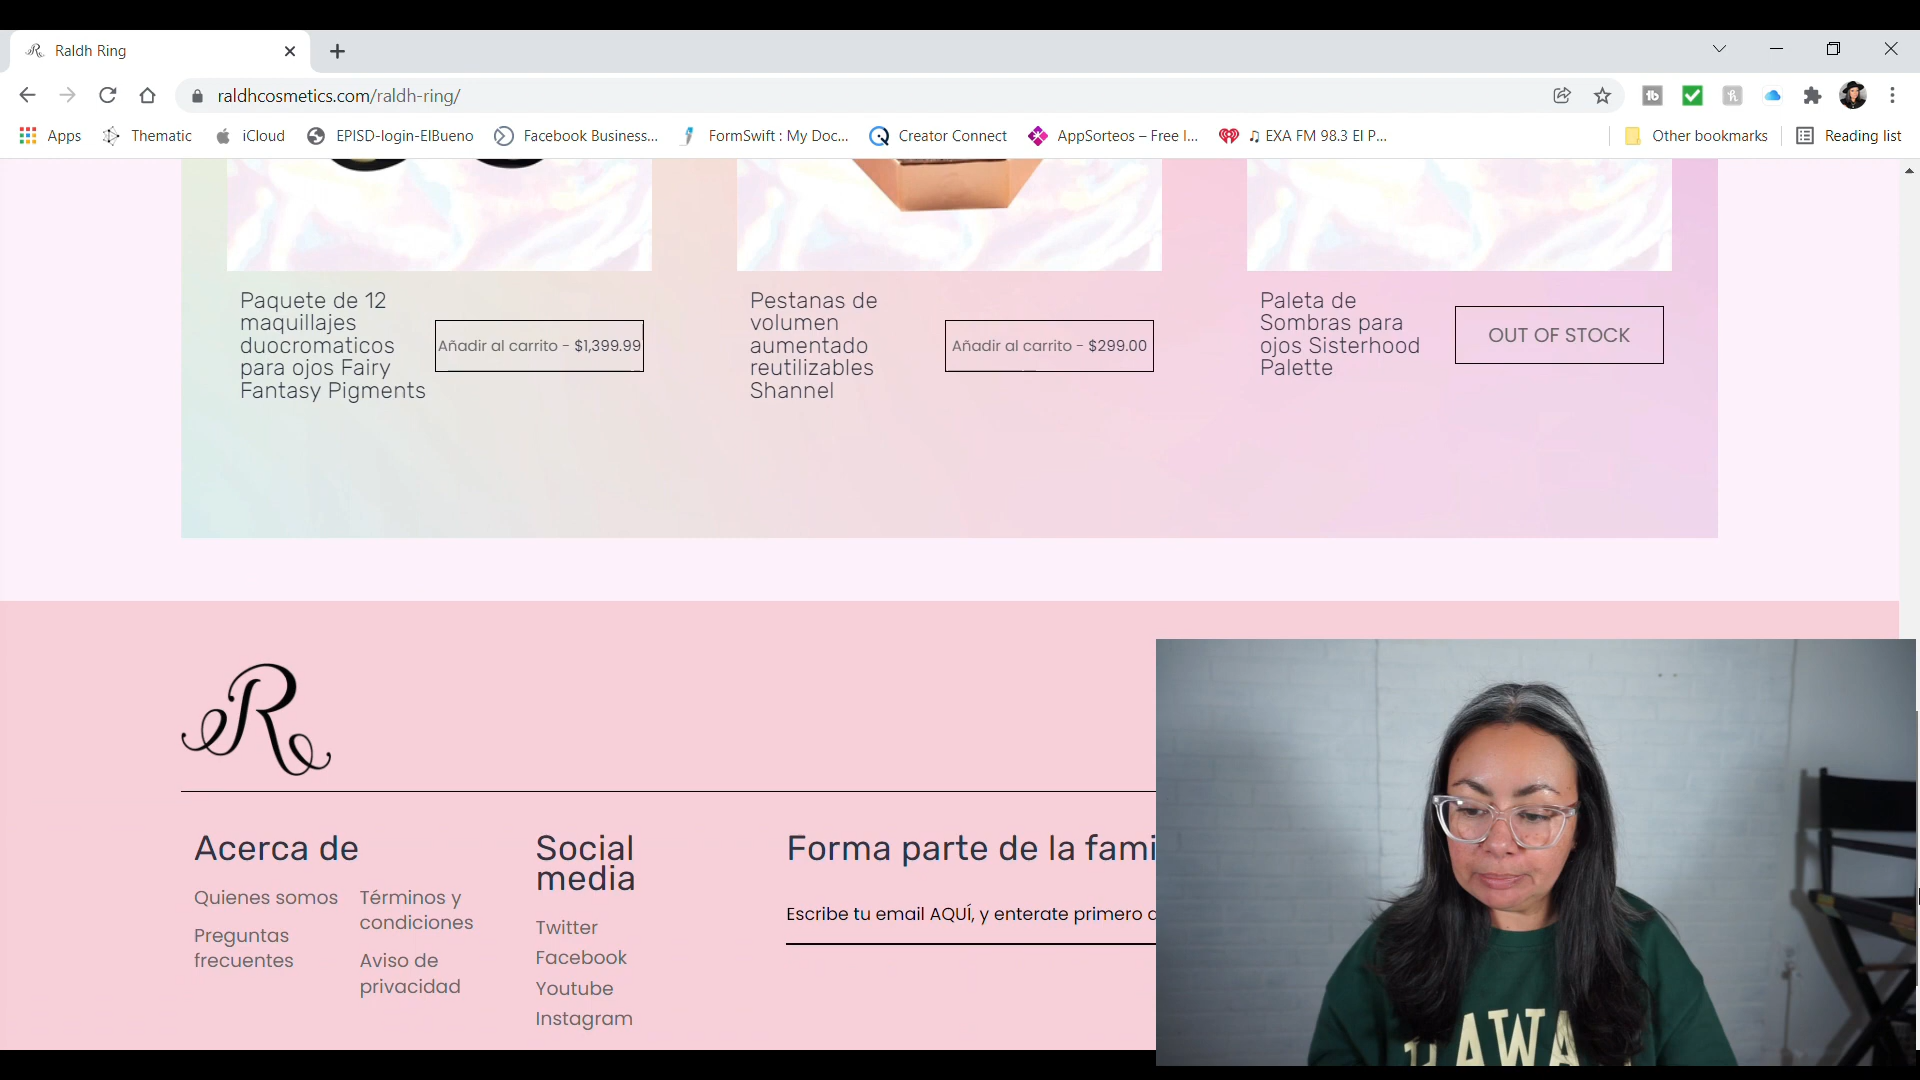 Raldh Ring
raldhcosmetics.com/raldh-ring/
Apps
Thematic
iCloud
EPISD-login-ElBueno
Facebook Business...
FormSwift : My Doc...
Creator Connect
AppSorteos – Free I...
♫ EXA FM 98.3 El P...
Other bookmarks
Reading list
Paquete de 12
maquillajes
duocromaticos
para ojos Fairy
Fantasy Pigments
Añadir al carrito - $1,399.99
Pestanas de
volumen
aumentado
reutilizables
Shannel
Añadir al carrito - $299.00
Paleta de
Sombras para
ojos Sisterhood
Palette
OUT OF STOCK
R
Acerca de
Quienes somos
Preguntas
frecuentes
Términos y
condiciones
Aviso de
privacidad
Social
media
Twitter
Facebook
Youtube
Instagram
Forma parte de la fami
Escribe tu email AQUÍ, y enterate primero